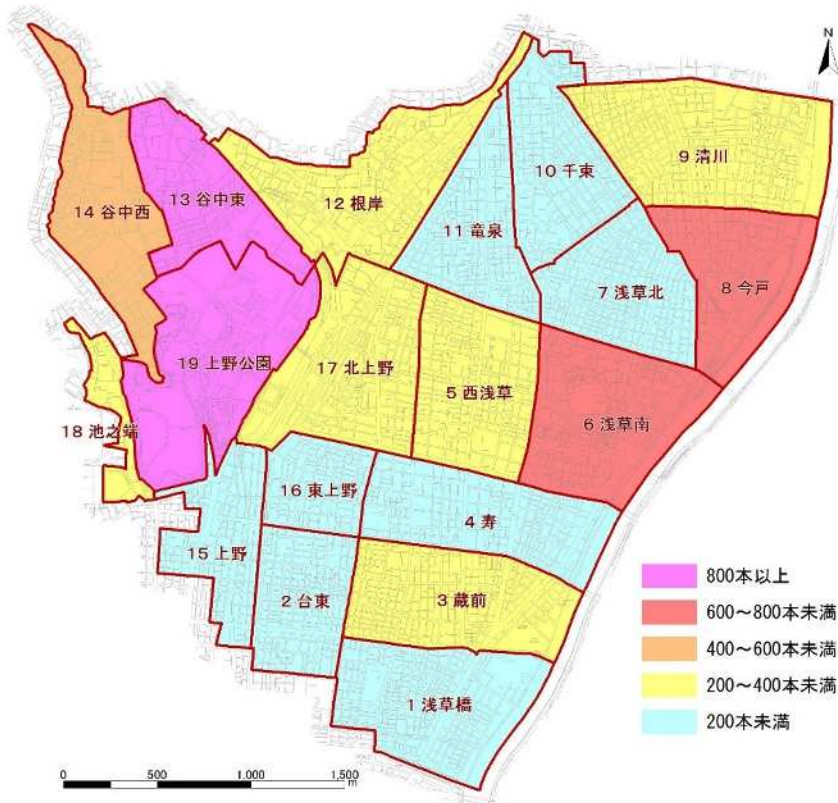 N
9 清川
10 千束
13 谷中東
12 根岸
14 谷中西
11 竜泉
8 今戸
7 浅草北
19 上野公園
17 北上野
5 西浅草
6 浅草南
18 池之端
16 東上野
4 寿
15 上野
2 台東
3 蔵前
1 浅草橋
800本以上
600～800本未満
400～600本未満
200～400本未満
200本未満
0 500 1,000 1,500
m